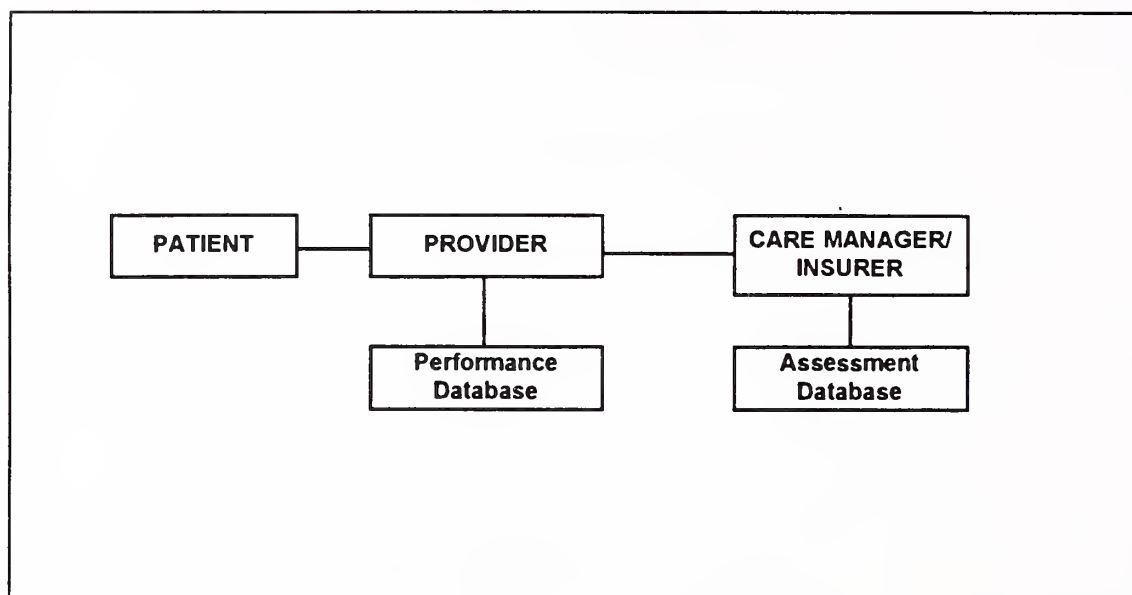 PATIENT
PROVIDER
CARE MANAGER/
INSURER
Performance
Database
Assessment
Database